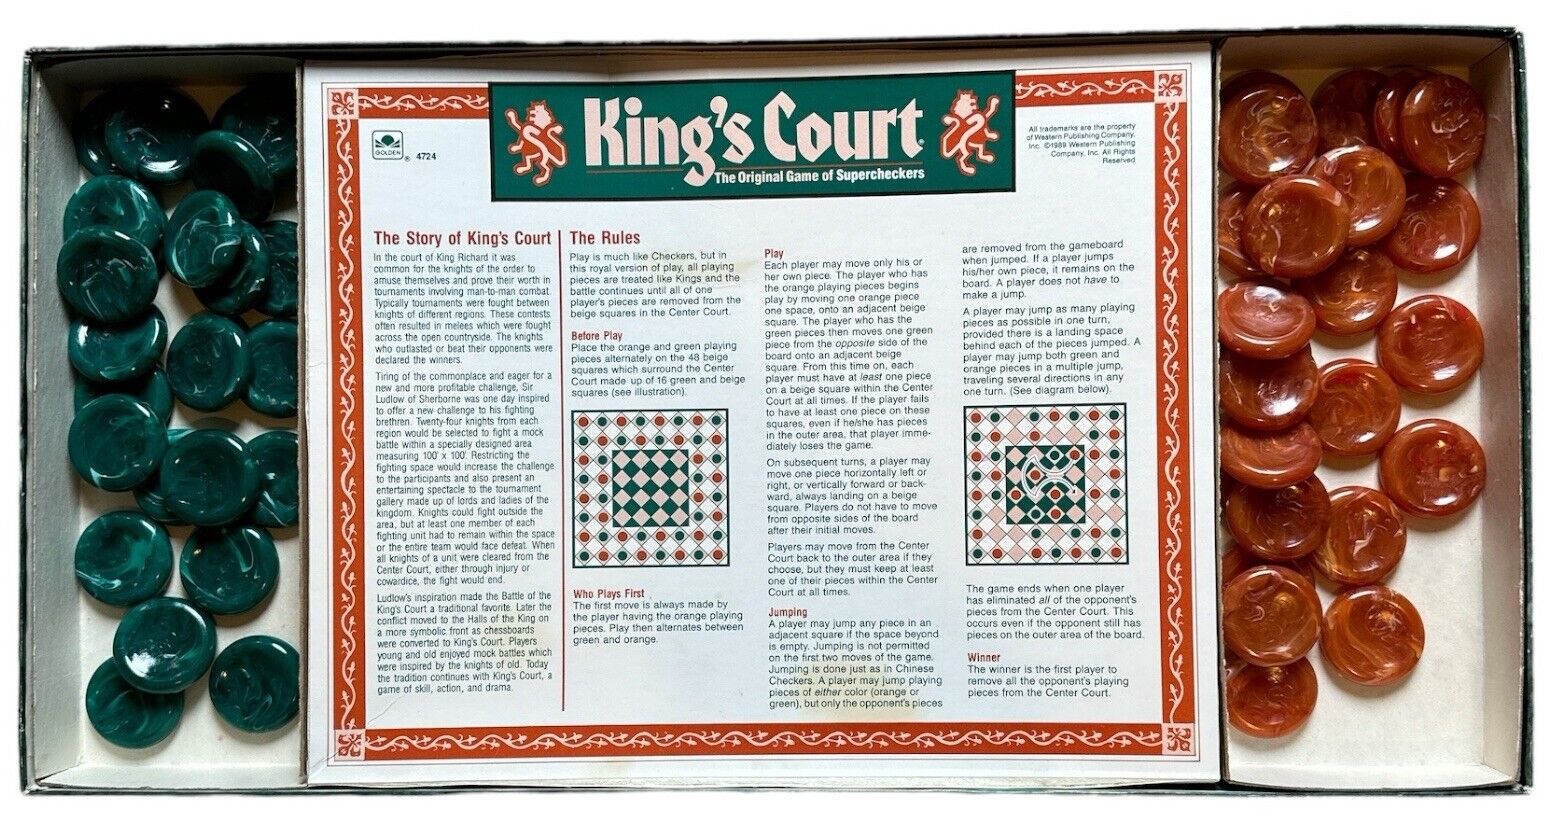 King's Court®
The Original Game of Supercheckers
GOLDEN ® 4724
All trademarks are the property
of Western Publishing Company,
Inc. ©1989 Western Publishing
Company, Inc. All Rights
Reserved
The Story of King's Court
In the court of King Richard it was
common for the knights of the order to
amuse themselves and prove their worth in
tournaments involving man-to-man combat.
Typically tournaments were fought between
knights of different regions. These contests
often resulted in melees which were fought
across the open countryside. The knights
who outlasted or beat their opponents were
declared the winners.
Tiring of the commonplace and eager for a
new and more profitable challenge, Sir
Ludlow of Sherborne was one day inspired
to offer a new challenge to his fighting
brethren. Twenty-four knights from each
region would be selected to fight a mock
battle within a specially designed area
measuring 100' x 100'. Restricting the
fighting space would increase the challenge
to the participants and also present an
entertaining spectacle to the tournament
gallery made up of lords and ladies of the
kingdom. Knights could fight outside the
area, but at least one member of each
fighting unit had to remain within the space
or the entire team would face defeat. When
all knights of a unit were cleared from the
Center Court, either through injury or
cowardice, the fight would end.
Ludlow's inspiration made the Battle of the
King's Court a traditional favorite. Later the
conflict moved to the Halls of the King on
a more symbolic front as chessboards
were converted to King's Court. Players
young and old enjoyed mock battles which
were inspired by the knights of old. Today
the tradition continues with King's Court, a
game of skill, action, and drama.
The Rules
Play is much like Checkers, but in
this royal version of play, all playing
pieces are treated like Kings and the
battle continues until all of one
player's pieces are removed from the
beige squares in the Center Court.
Before Play
Place the orange and green playing
pieces alternately on the 48 beige
squares which surround the Center
Court made up of 16 green and beige
squares (see illustration).
Who Plays First
The first move is always made by
the player having the orange playing
pieces. Play then alternates between
green and orange.
Play
Each player may move only his or
her own piece. The player who has
the orange playing pieces begins
play by moving one orange piece
one space, onto an adjacent beige
square. The player who has the
green pieces then moves one green
piece from the opposite side of the
board onto an adjacent beige
square. From this time on, each
player must have at least one piece
on a beige square within the Center
Court at all times. If the player fails
to have at least one piece on these
squares, even if he/she has pieces
in the outer area, that player imme-
diately loses the game.
On subsequent turns, a player may
move one piece horizontally left or
right, or vertically forward or back-
ward, always landing on a beige
square. Players do not have to move
from opposite sides of the board
after their initial moves.
Players may move from the Center
Court back to the outer area if they
choose, but they must keep at least
one of their pieces within the Center
Court at all times.
Jumping
A player may jump any piece in an
adjacent square if the space beyond
is empty. Jumping is not permitted
on the first two moves of the game.
Jumping is done just as in Chinese
Checkers. A player may jump playing
pieces of either color (orange or
green), but only the opponent's pieces
are removed from the gameboard
when jumped. If a player jumps
his/her own piece, it remains on the
board. A player does not have to
make a jump.
A player may jump as many playing
pieces as possible in one turn,
provided there is a landing space
behind each of the pieces jumped. A
player may jump both green and
orange pieces in a multiple jump,
traveling several directions in any
one turn. (See diagram below).
The game ends when one player
has eliminated all of the opponent's
pieces from the Center Court. This
occurs even if the opponent still has
pieces on the outer area of the board.
Winner
The winner is the first player to
remove all the opponent's playing
pieces from the Center Court.